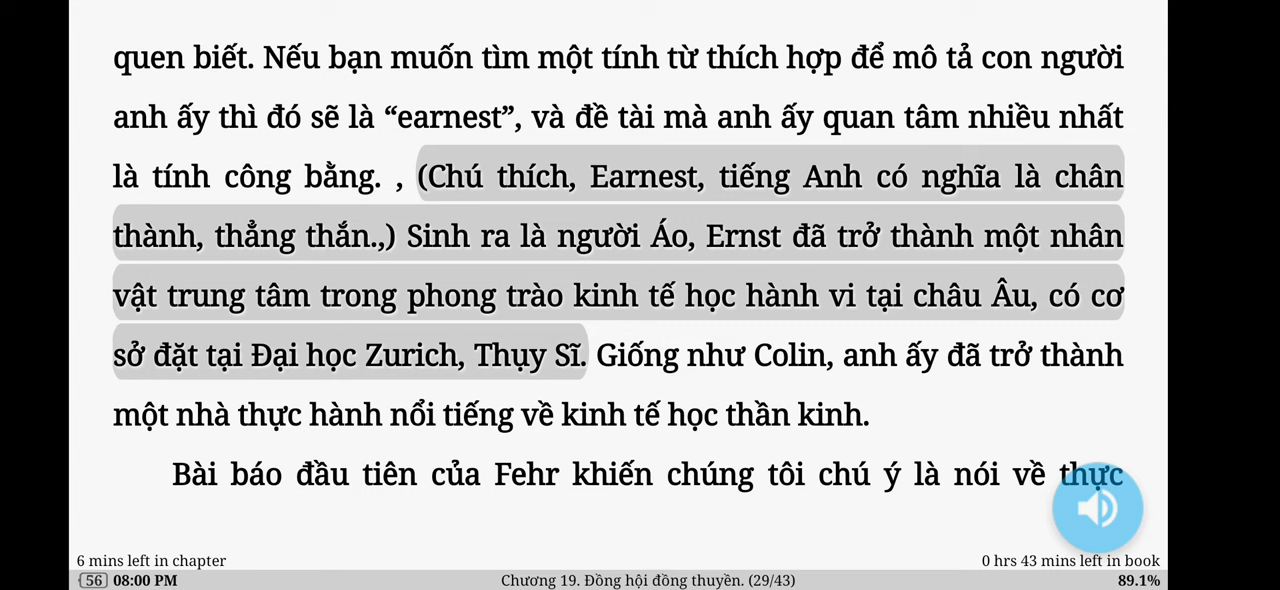 quen biết. Nếu bạn muốn tìm một tính từ thích hợp để mô tả con người
anh ấy thì đó sẽ là “earnest”, và đề tài mà anh ấy quan tâm nhiều nhất
là tính công bằng. , (Chú thích, Earnest, tiếng Anh có nghĩa là chân
thành, thẳng thắn.,) Sinh ra là người Áo, Ernst đã trở thành một nhân
vật trung tâm trong phong trào kinh tế học hành vi tại châu Âu, có cơ
sở đặt tại Đại học Zurich, Thụy Sĩ. Giống như Colin, anh ấy đã trở thành
một nhà thực hành nổi tiếng về kinh tế học thần kinh.
Bài báo đầu tiên của Fehr khiến chúng tôi chú ý là nói về thực
6 mins left in chapter 0 hrs 43 mins left in book
56 08:00 PM Chương 19. Đồng hội đồng thuyền. (29/43) 89.1%